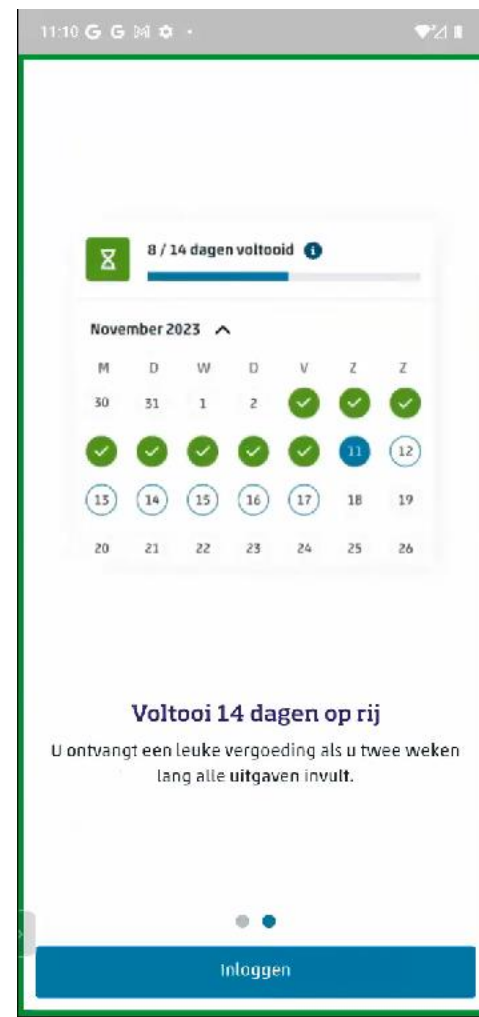 11:10 G G M
8 / 14 dagen voltooid i
November 2023
M D W D V Z Z
30 31 1 2
11 12
13 14 15 16 17 18 19
20 21 22 23 24 25 26
Voltooi 14 dagen op rij
U ontvangt een leuke vergoeding als u twee weken
lang alle uitgaven invult.
Inloggen